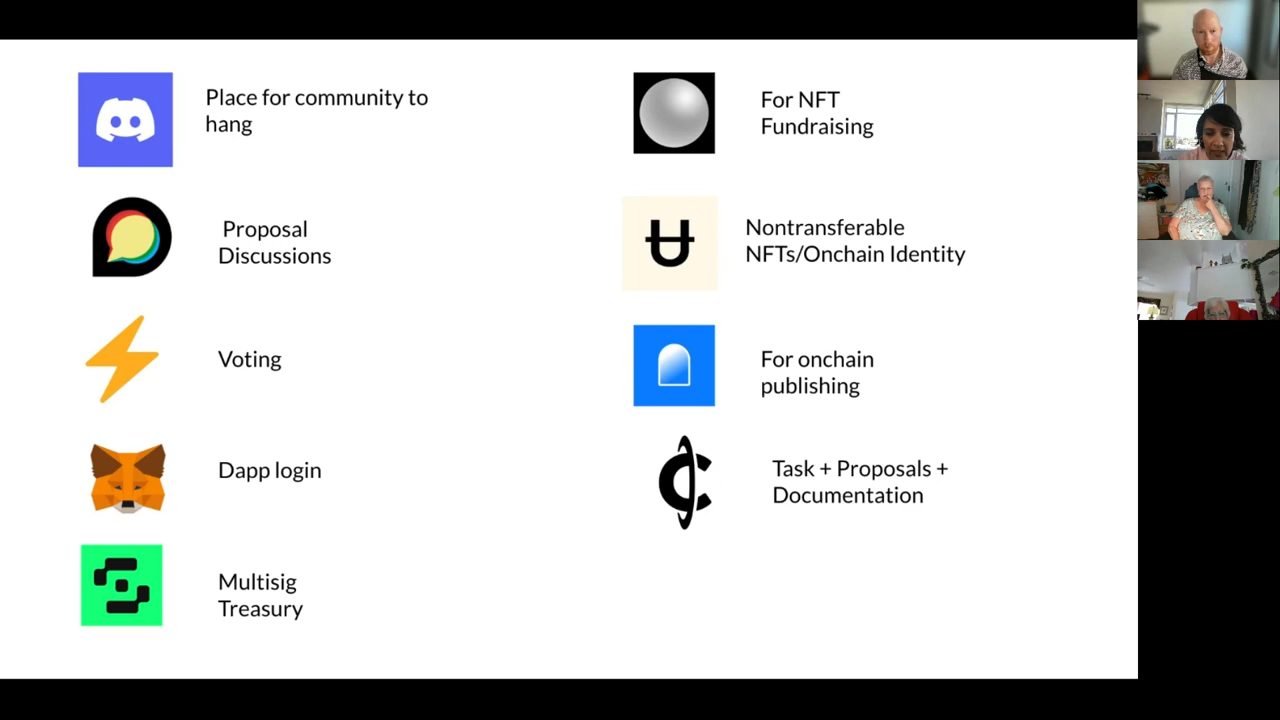 Place for community to
hang
Proposal
Discussions
Voting
Dapp login
Multisig
Treasury
For NFT
Fundraising
Nontransferable
NFTs/Onchain Identity
For onchain
publishing
Task + Proposals +
Documentation